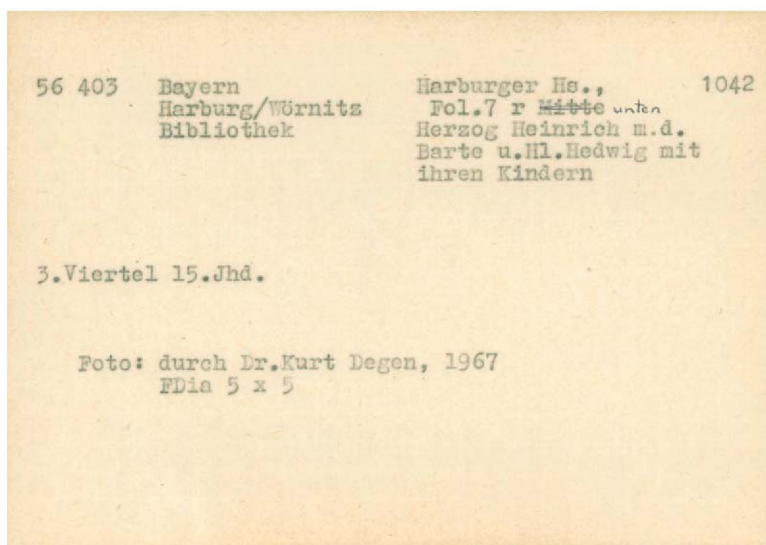 56 403 Bayern Harburger Hs., 1042
Harburg/Wörnitz Fol.7 r Mitte unten
Bibliothek Herzog Heinrich m.d.
Barte u.Hl.Hedwig mit
ihren Kindern
3.Viertel 15.Jhd.
Foto: durch Dr.Kurt Degen, 1967
FDia 5 x 5